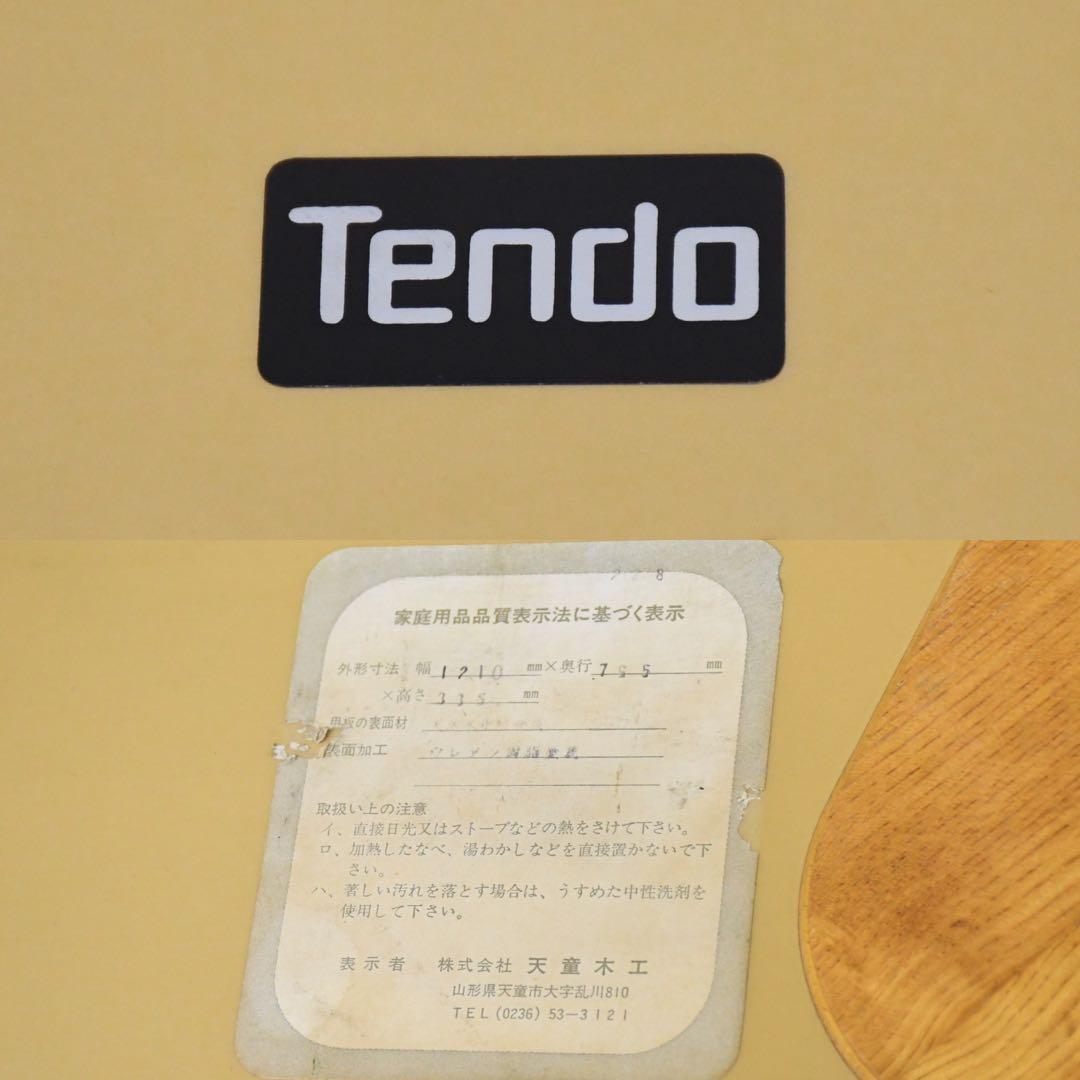 Tendo
家庭用品品質表示法に基づく表示
外形寸法 幅 1210 mm×奥行 755 mm
×高さ 335 mm
甲板の表面材
表面加工 ウレタン樹脂塗装
取扱い上の注意
イ、直接日光又はストーブなどの熱をさけて下さい。
ロ、加熱したなべ、湯わかしなどを直接置かないで下
さい。
ハ、著しい汚れを落とす場合は、うすめた中性洗剤を
使用して下さい。
表示者 株式会社 天童木工
山形県天童市大字乱川810
TEL (0236) 53-3121